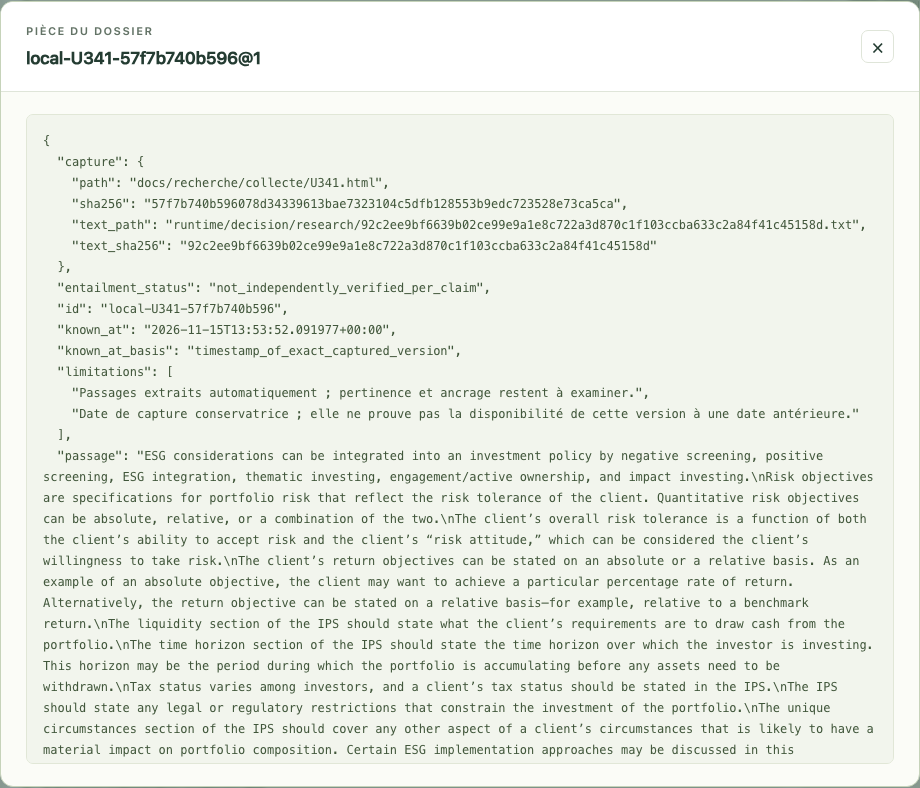 PIÈCE DU DOSSIER
local-U341-57f7b740b596@1
×
{
  "capture": {
    "path": "docs/recherche/collecte/U341.html",
    "sha256": "57f7b740b596078d34339613bae7323104c5dfb128553b9edc723528e73ca5ca",
    "text_path": "runtime/decision/research/92c2ee9bf6639b02ce99e9a1e8c722a3d870c1f103ccba633c2a84f41c45158d.txt",
    "text_sha256": "92c2ee9bf6639b02ce99e9a1e8c722a3d870c1f103ccba633c2a84f41c45158d"
  },
  "entailment_status": "not_independently_verified_per_claim",
  "id": "local-U341-57f7b740b596",
  "known_at": "2026-11-15T13:53:52.091977+00:00",
  "known_at_basis": "timestamp_of_exact_captured_version",
  "limitations": [
    "Passages extraits automatiquement ; pertinence et ancrage restent à examiner.",
    "Date de capture conservatrice ; elle ne prouve pas la disponibilité de cette version à une date antérieure."
  ],
  "passage": "ESG considerations can be integrated into an investment policy by negative screening, positive
screening, ESG integration, thematic investing, engagement/active ownership, and impact investing.\nRisk objectives
are specifications for portfolio risk that reflect the risk tolerance of the client. Quantitative risk objectives
can be absolute, relative, or a combination of the two.\nThe client’s overall risk tolerance is a function of both
the client’s ability to accept risk and the client’s “risk attitude,” which can be considered the client’s
willingness to take risk.\nThe client’s return objectives can be stated on an absolute or a relative basis. As an
example of an absolute objective, the client may want to achieve a particular percentage rate of return.
Alternatively, the return objective can be stated on a relative basis—for example, relative to a benchmark
return.\nThe liquidity section of the IPS should state what the client’s requirements are to draw cash from the
portfolio.\nThe time horizon section of the IPS should state the time horizon over which the investor is investing.
This horizon may be the period during which the portfolio is accumulating before any assets need to be
withdrawn.\nTax status varies among investors, and a client’s tax status should be stated in the IPS.\nThe IPS
should state any legal or regulatory restrictions that constrain the investment of the portfolio.\nThe unique
circumstances section of the IPS should cover any other aspect of a client’s circumstances that is likely to have a
material impact on portfolio composition. Certain ESG implementation approaches may be discussed in this